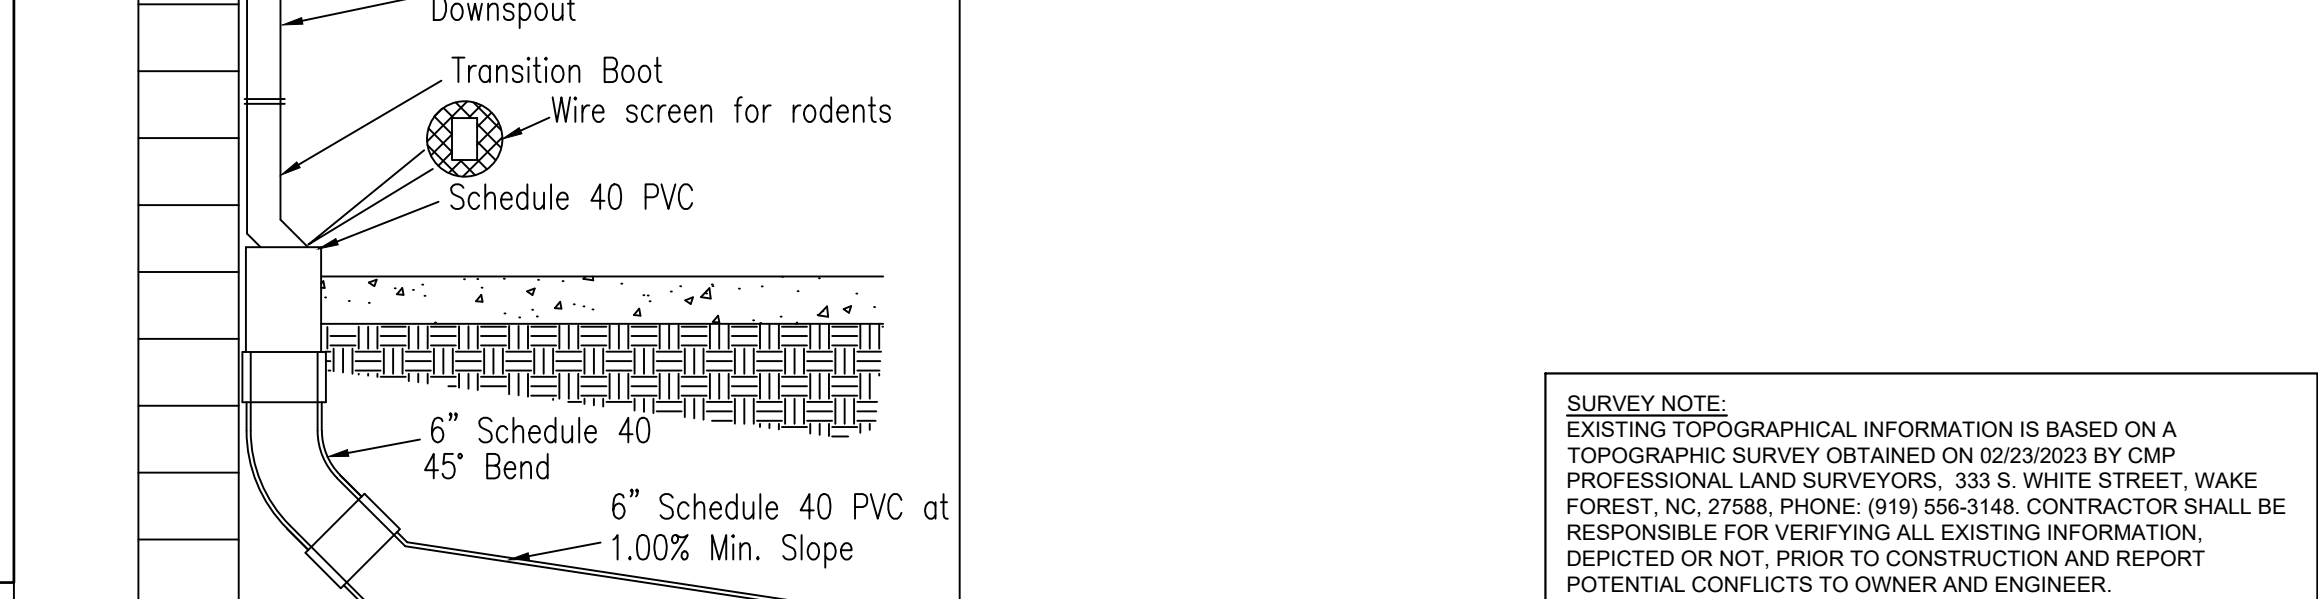 Downspout
Transition Boot
Wire screen for rodents
Schedule 40 PVC
6" Schedule 40
45° Bend
6" Schedule 40 PVC at
1.00% Min. Slope
SURVEY NOTE:
EXISTING TOPOGRAPHICAL INFORMATION IS BASED ON A
TOPOGRAPHIC SURVEY OBTAINED ON 02/23/2023 BY CMP
PROFESSIONAL LAND SURVEYORS, 333 S. WHITE STREET, WAKE
FOREST, NC, 27588, PHONE: (919) 556-3148. CONTRACTOR SHALL BE
RESPONSIBLE FOR VERIFYING ALL EXISTING INFORMATION,
DEPICTED OR NOT, PRIOR TO CONSTRUCTION AND REPORT
POTENTIAL CONFLICTS TO OWNER AND ENGINEER.